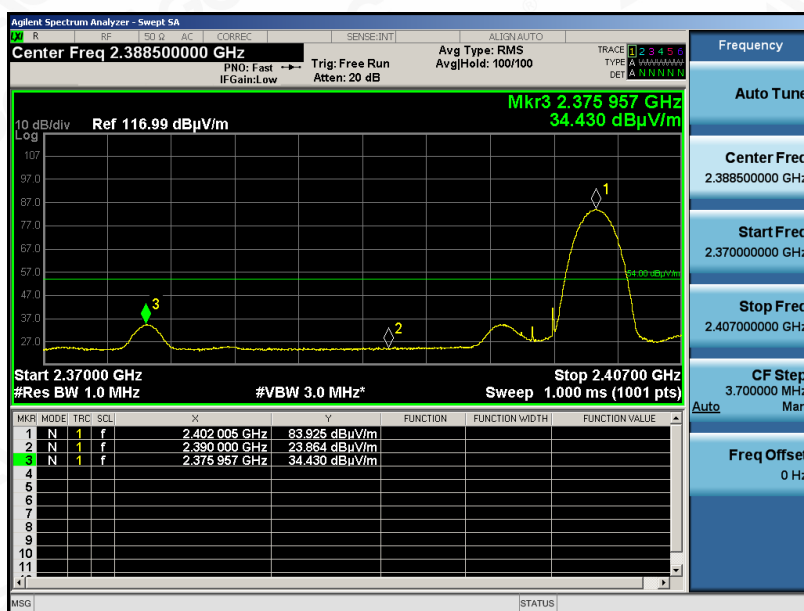 Agilent Spectrum Analyzer - Swept SA
LXI R RF 50 Ω AC CORREC SENSE:INT ALIGN AUTO
Center Freq 2.388500000 GHz
PNO: Fast
IFGain:Low
Trig: Free Run
Atten: 20 dB
Avg Type: RMS
Avg|Hold: 100/100
TRACE 1 2 3 4 5 6
TYPE A WWWWW
DET A N N N N N
Mkr3 2.375 957 GHz
34.430 dBµV/m
10 dB/div Ref 116.99 dBµV/m
Log
107
97.0
87.0
77.0
67.0
57.0
47.0
37.0
27.0
1
2
3
54.00 dBµV/m
Start 2.37000 GHz Stop 2.40700 GHz
#Res BW 1.0 MHz #VBW 3.0 MHz* Sweep 1.000 ms (1001 pts)
MKR MODE TRC SCL X Y FUNCTION FUNCTION WIDTH FUNCTION VALUE
1 N 1 f 2.402 005 GHz 83.925 dBµV/m
2 N 1 f 2.390 000 GHz 23.864 dBµV/m
3 N 1 f 2.375 957 GHz 34.430 dBµV/m
4
5
6
7
8
9
10
11
MSG STATUS
Frequency
Auto Tune
Center Freq
2.388500000 GHz
Start Freq
2.370000000 GHz
Stop Freq
2.407000000 GHz
CF Step
3.700000 MHz
Auto Man
Freq Offset
0 Hz